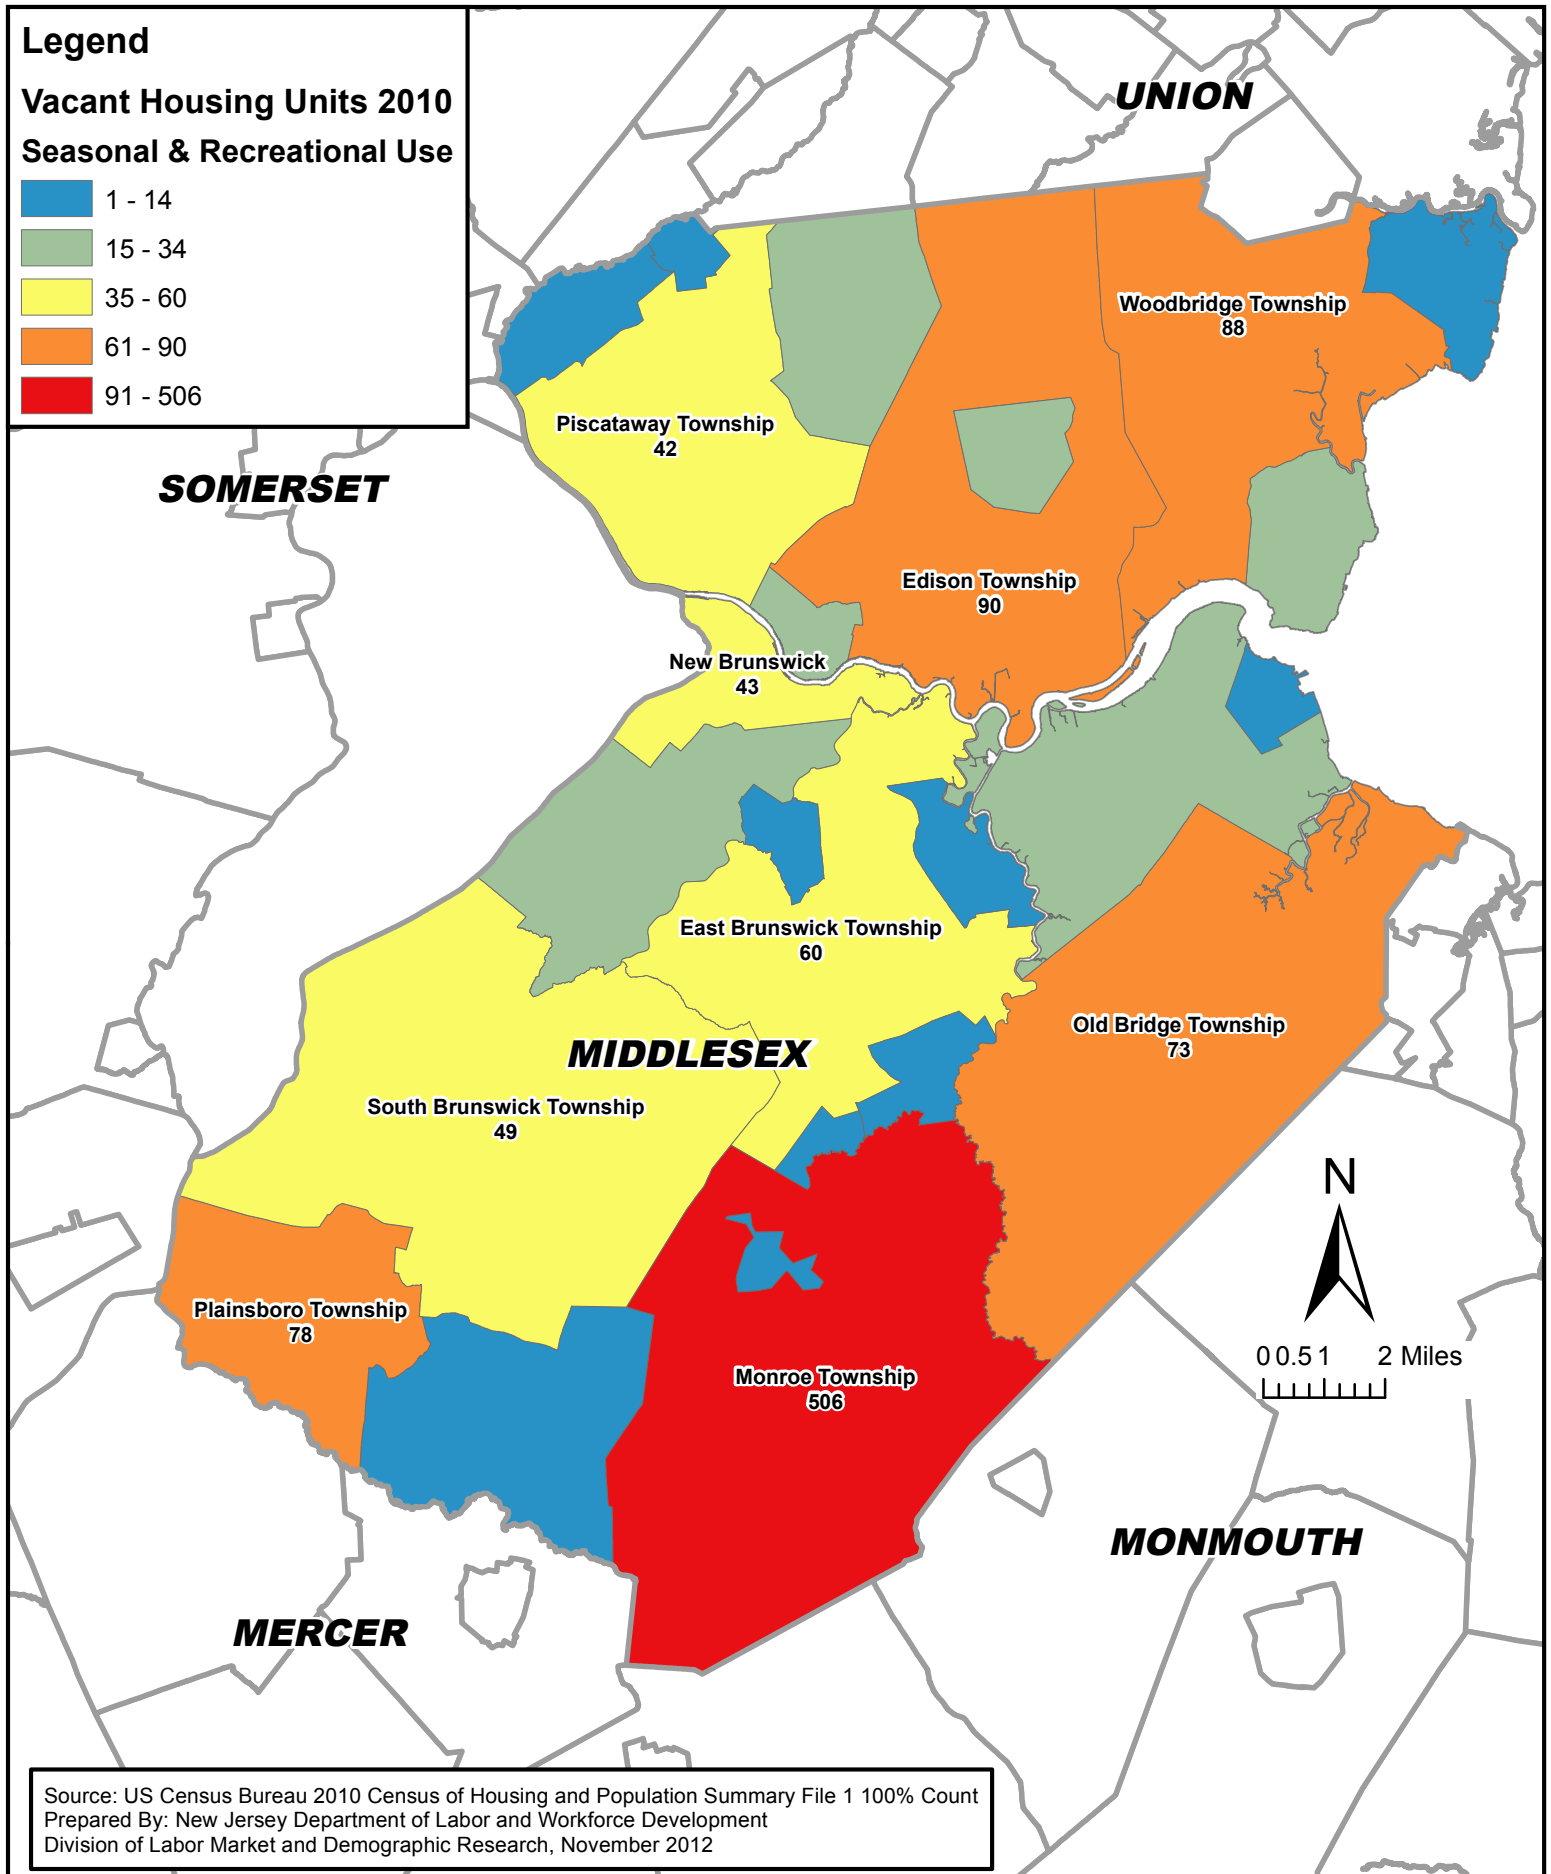 Legend
Vacant Housing Units 2010
Seasonal & Recreational Use
1 - 14
15 - 34
35 - 60
61 - 90
91 - 506
UNION
Woodbridge Township
88
Piscataway Township
42
SOMERSET
Edison Township
90
New Brunswick
43
East Brunswick Township
60
Old Bridge Township
73
MIDDLESEX
South Brunswick Township
49
N
Plainsboro Township
78
0 0.5 1 2 Miles
Monroe Township
506
MONMOUTH
MERCER
Source: US Census Bureau 2010 Census of Housing and Population Summary File 1 100% Count
Prepared By: New Jersey Department of Labor and Workforce Development
Division of Labor Market and Demographic Research, November 2012